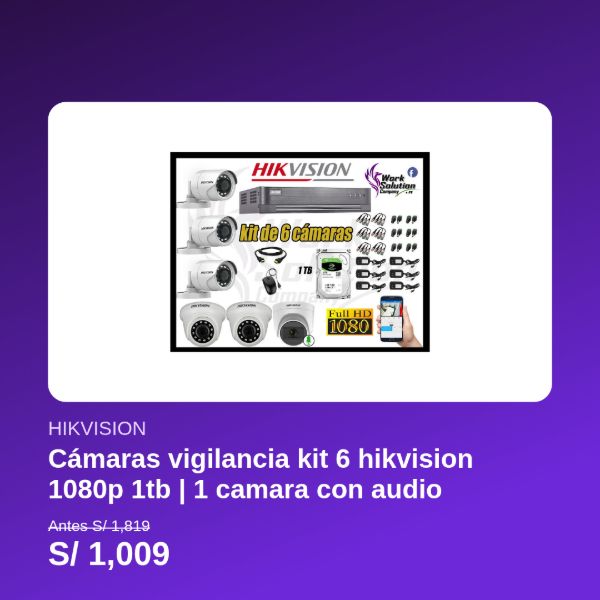 HIKVISION
Work
Solution
Company
kit de 6 cámaras
1 TB
Full HD
1080
HIKVISION
Cámaras vigilancia kit 6 hikvision
1080p 1tb | 1 camara con audio
Antes S/ 1,819
S/ 1,009